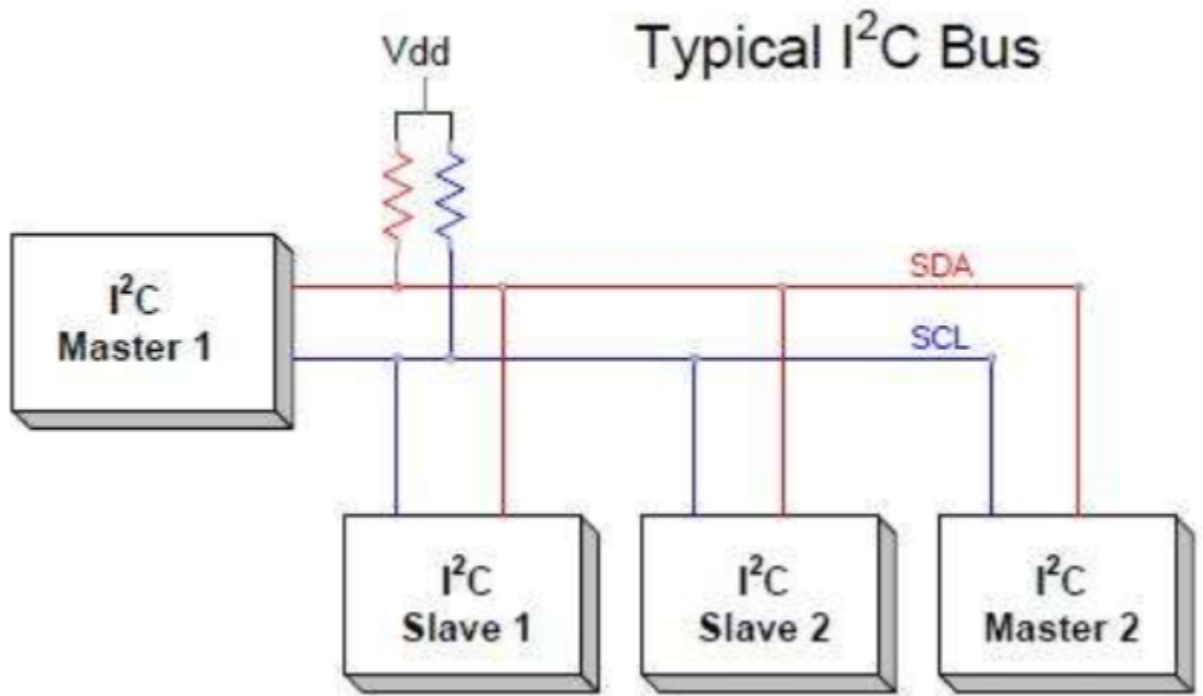 Typical I²C Bus
Vdd
SDA
SCL
I²C
Master 1
I²C
Slave 1
I²C
Slave 2
I²C
Master 2